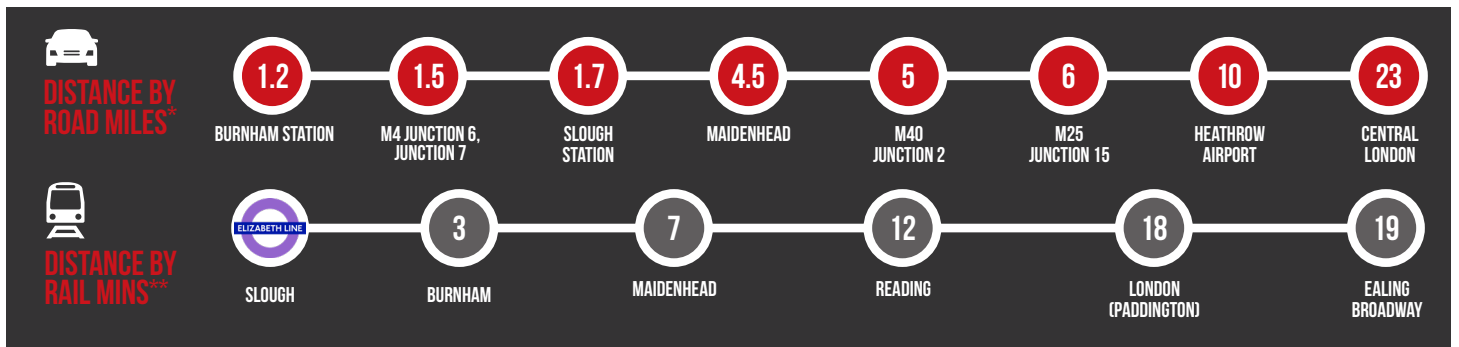 DISTANCE BY
ROAD MILES*
1.2
1.5
1.7
4.5
5
6
10
23
BURNHAM STATION
M4 JUNCTION 6,
JUNCTION 7
SLOUGH
STATION
MAIDENHEAD
M40
JUNCTION 2
M25
JUNCTION 15
HEATHROW
AIRPORT
CENTRAL
LONDON
DISTANCE BY
RAIL MINS**
ELIZABETH LINE
3
7
12
18
19
SLOUGH
BURNHAM
MAIDENHEAD
READING
LONDON
(PADDINGTON)
EALING
BROADWAY